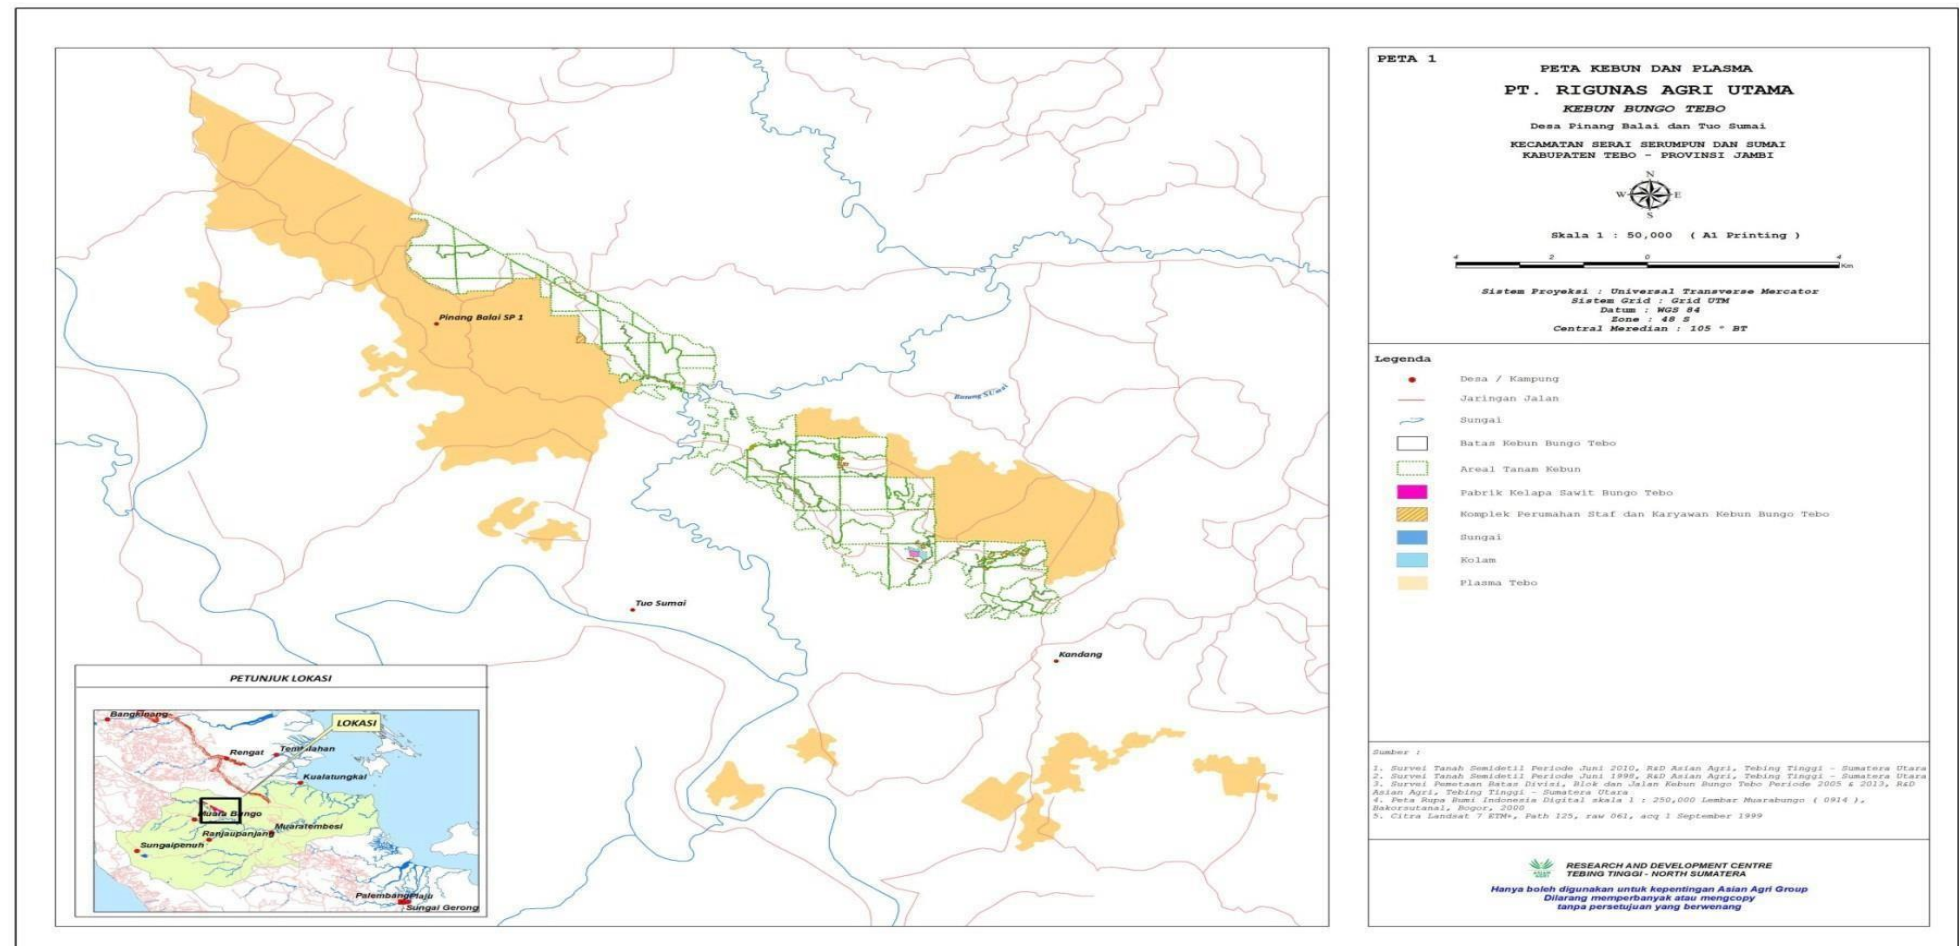 PETA 1
PETA KEBUN DAN PLASMA
PT. RIGUNAS AGRI UTAMA
KEBUN BUNGO TEBO
Desa Pinang Balai dan Tuo Sumai
KECAMATAN SERAI SERUMPUN DAN SUMAI
KABUPATEN TEBO - PROVINSI JAMBI
N
W E
S
Skala 1 : 50,000 ( A1 Printing )
4 2 0 4
Km
Sistem Proyeksi : Universal Transverse Mercator
Sistem Grid : Grid UTM
Datum : WGS 84
Zone : 48 S
Central Meredian : 105 ° BT
Legenda
Desa / Kampung
Jaringan Jalan
Sungai
Batas Kebun Bungo Tebo
Areal Tanam Kebun
Pabrik Kelapa Sawit Bungo Tebo
Komplek Perumahan Staf dan Karyawan Kebun Bungo Tebo
Sungai
Kolam
Plasma Tebo
Sumber :
1. Survei Tanah Semidetil Periode Juni 2010, R&D Asian Agri, Tebing Tinggi - Sumatera Utara
2. Survei Tanah Semidetil Periode Juni 1998, R&D Asian Agri, Tebing Tinggi - Sumatera Utara
3. Survei Pemetaan Batas Divisi, Blok dan Jalan Kebun Bungo Tebo Periode 2005 & 2013, R&D
Asian Agri, Tebing Tinggi - Sumatera Utara
4. Peta Rupa Bumi Indonesia Digital skala 1 : 250,000 Lembar Muarabungo ( 0914 ),
Bakorsutanal, Bogor, 2000
5. Citra Landsat 7 ETM+, Path 125, raw 061, acq 1 September 1999
RESEARCH AND DEVELOPMENT CENTRE
TEBING TINGGI - NORTH SUMATERA
Hanya boleh digunakan untuk kepentingan Asian Agri Group
Dilarang memperbanyak atau mengcopy
tanpa persetujuan yang berwenang
Pinang Balai SP 1
Batang
Tuo Sumai
Kandang
PETUNJUK LOKASI
LOKASI
Bangkinang
Rengat
Kualatungkal
Muara Bungo
Muaratembesi
Ranjaupanjang
Sungaipenuh
Palembang
Plaju
Sungai Gerong